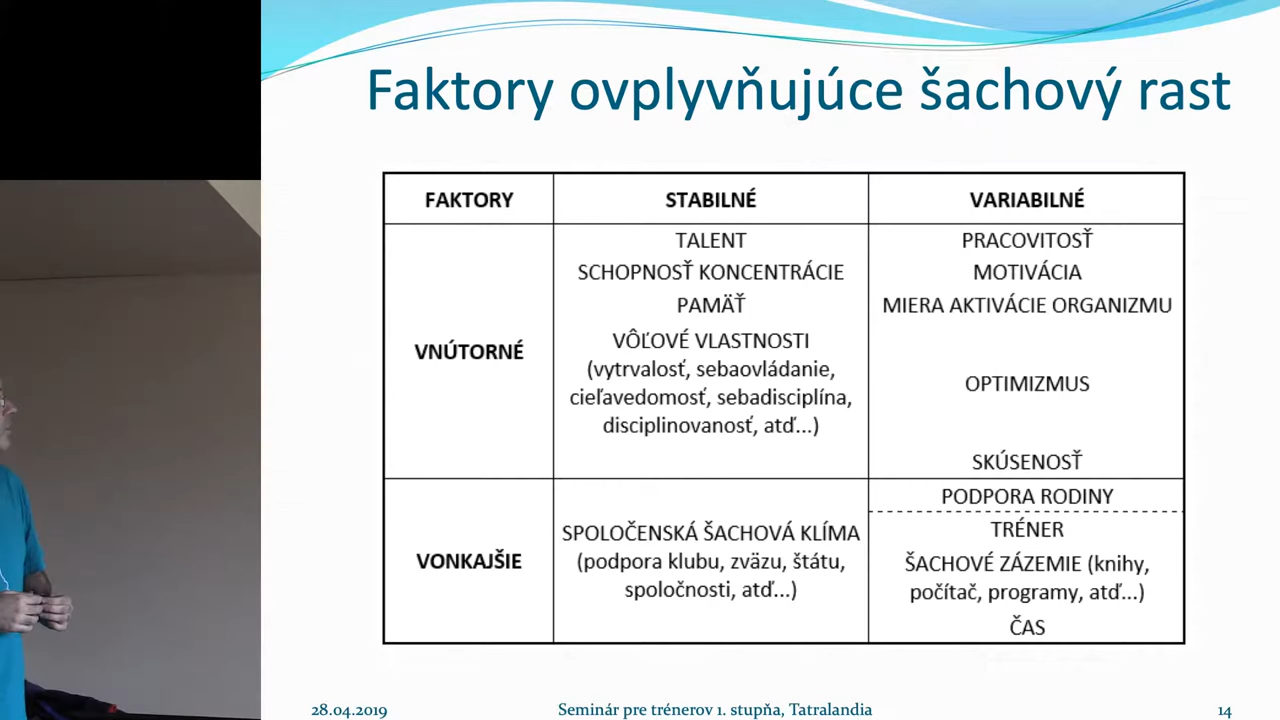 Faktory ovplyvňujúce šachový rast
FAKTORY
STABILNÉ
VARIABILNÉ
VNÚTORNÉ
TALENT
SCHOPNOSŤ KONCENTRÁCIE
PAMÄŤ
VÔĽOVÉ VLASTNOSTI
(vytrvalosť, sebaovládanie,
cieľavedomosť, sebadisciplína,
disciplinovanosť, atď...)
PRACOVITOSŤ
MOTIVÁCIA
MIERA AKTIVÁCIE ORGANIZMU
OPTIMIZMUS
SKÚSENOSŤ
VONKAJŠIE
SPOLOČENSKÁ ŠACHOVÁ KLÍMA
(podpora klubu, zväzu, štátu,
spoločnosti, atď...)
PODPORA RODINY
TRÉNER
ŠACHOVÉ ZÁZEMIE (knihy,
počítač, programy, atď...)
ČAS
28.04.2019
Seminár pre trénerov 1. stupňa, Tatralandia
14